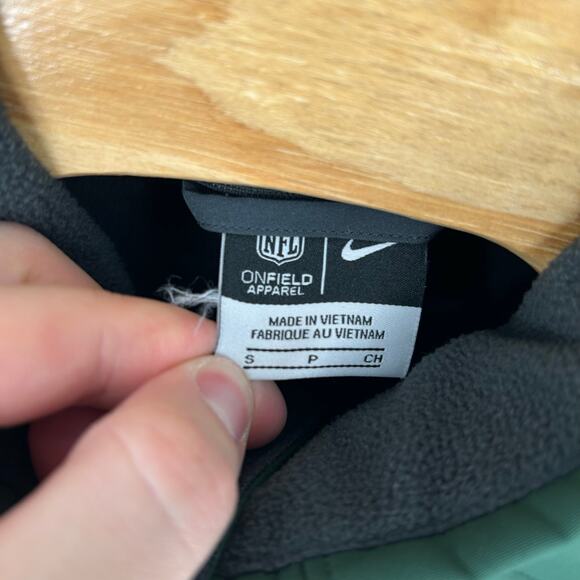 NFL
ONFIELD
APPAREL
MADE IN VIETNAM
FABRIQUE AU VIETNAM
S P CH